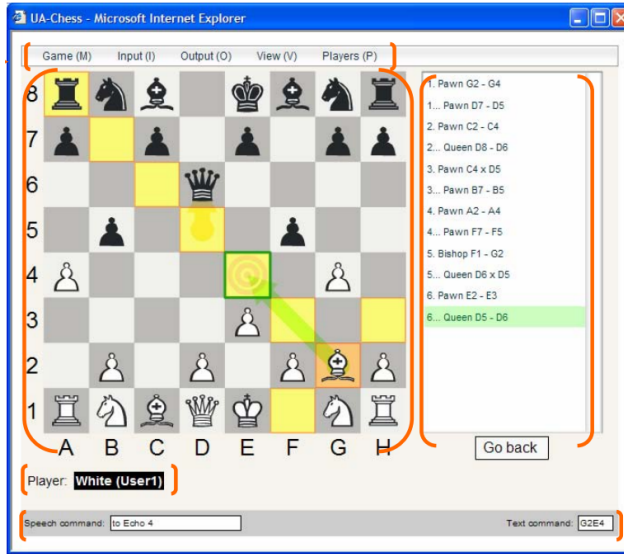 UA-Chess - Microsoft Internet Explorer
Game (M) Input (I) Output (O) View (V) Players (P)
8
7
6
5
4
3
2
1
A B C D E F G H
1. Pawn G2 - G4
1... Pawn D7 - D5
2. Pawn C2 - C4
2... Queen D8 - D6
3. Pawn C4 x D5
3... Pawn B7 - B5
4. Pawn A2 - A4
4... Pawn F7 - F5
5. Bishop F1 - G2
5... Queen D6 x D5
6. Pawn E2 - E3
6... Queen D5 - D6
Go back
Player: White (User1)
Speech command: to Echo 4 Text command: G2E4